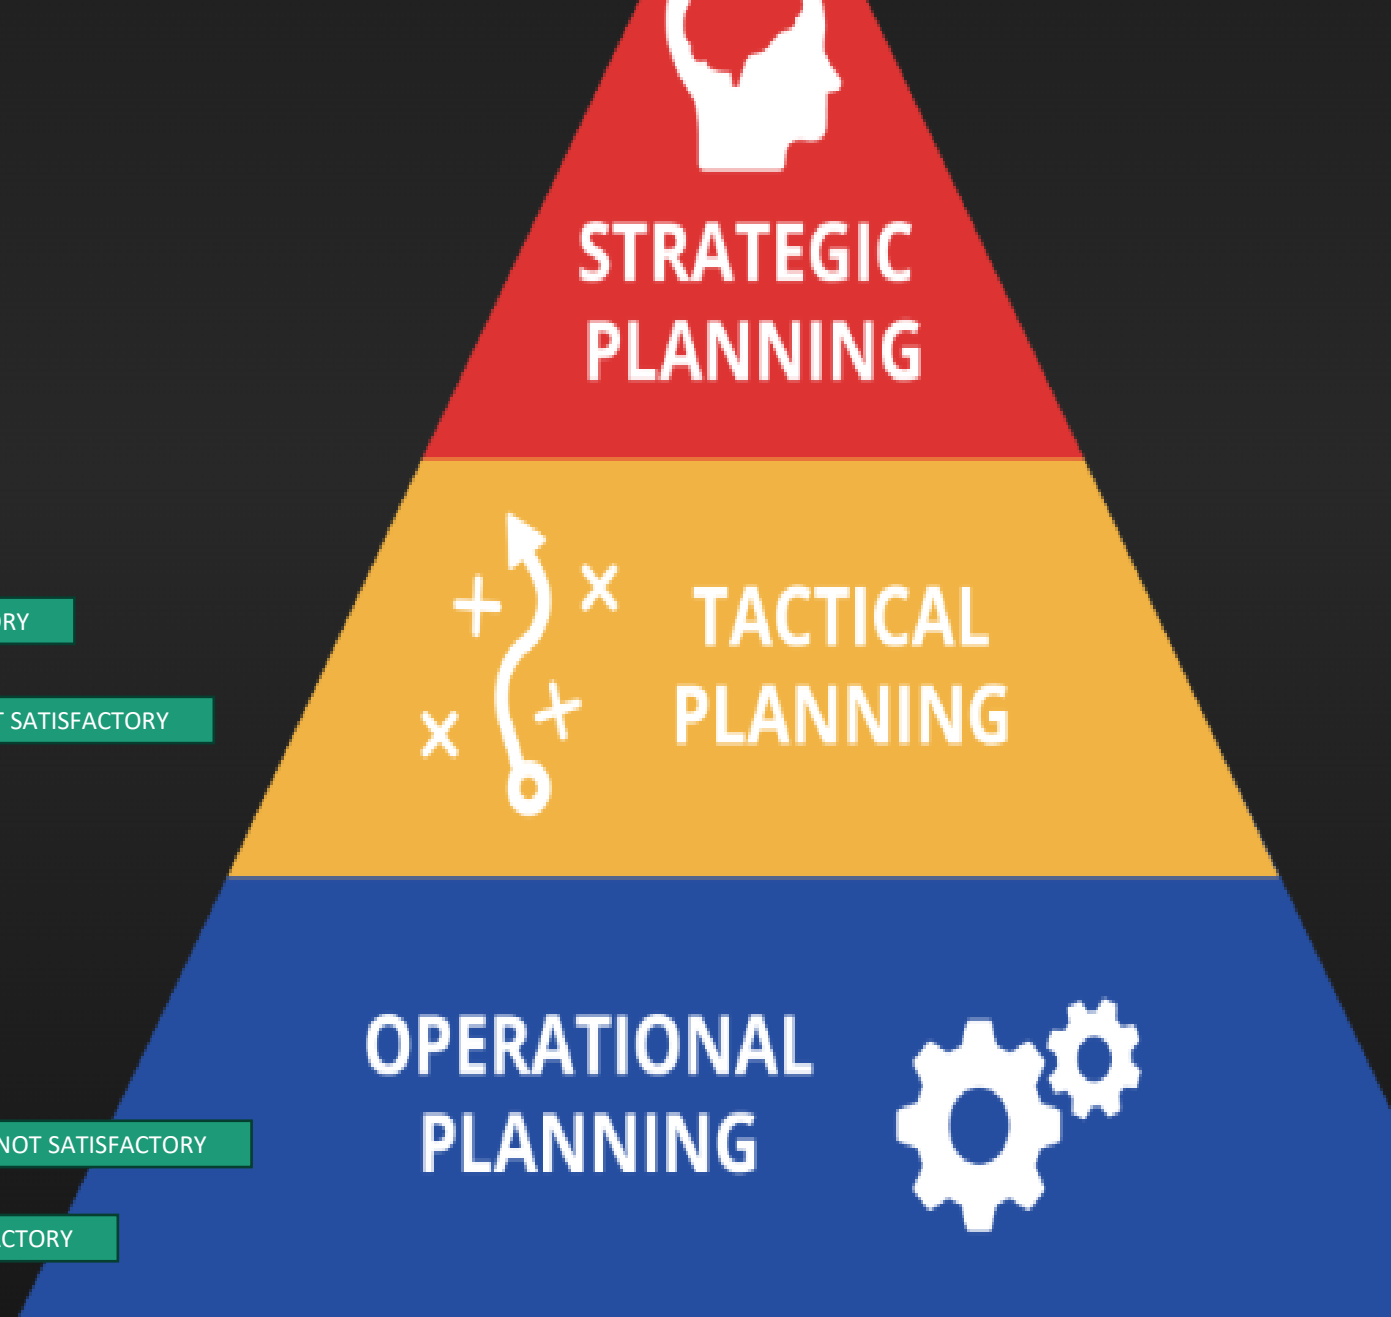 STRATEGIC
PLANNING
TACTICAL
PLANNING
SATISFACTORY
OPERATIONAL
PLANNING
NOT SATISFACTORY